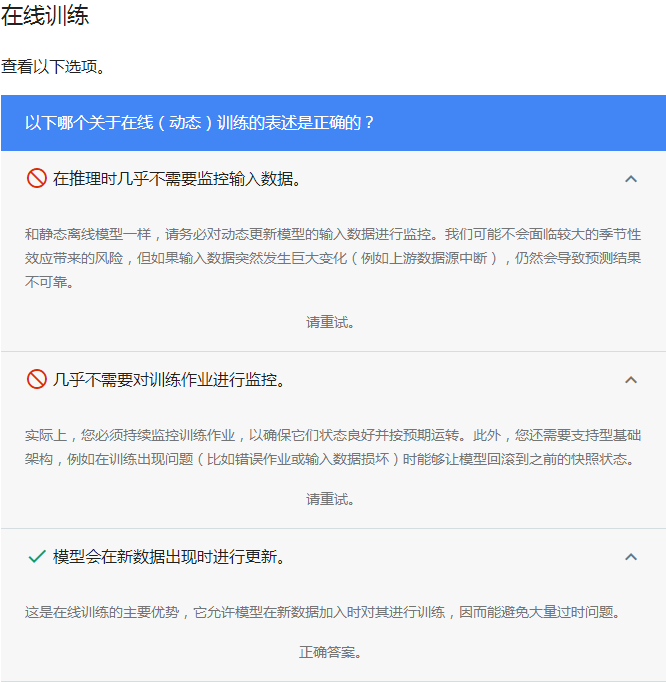 在线训练
查看以下选项。
以下哪个关于在线（动态）训练的表述是正确的？
在推理时几乎不需要监控输入数据。
和静态离线模型一样，请务必对动态更新模型的输入数据进行监控。我们可能不会面临较大的季节性
效应带来的风险，但如果输入数据突然发生巨大变化（例如上游数据源中断），仍然会导致预测结果
不可靠。
请重试。
几乎不需要对训练作业进行监控。
实际上，您必须持续监控训练作业，以确保它们状态良好并按预期运转。此外，您还需要支持型基础
架构，例如在训练出现问题（比如错误作业或输入数据损坏）时能够让模型回滚到之前的快照状态。
请重试。
模型会在新数据出现时进行更新。
这是在线训练的主要优势，它允许模型在新数据加入时对其进行训练，因而能避免大量过时问题。
正确答案。